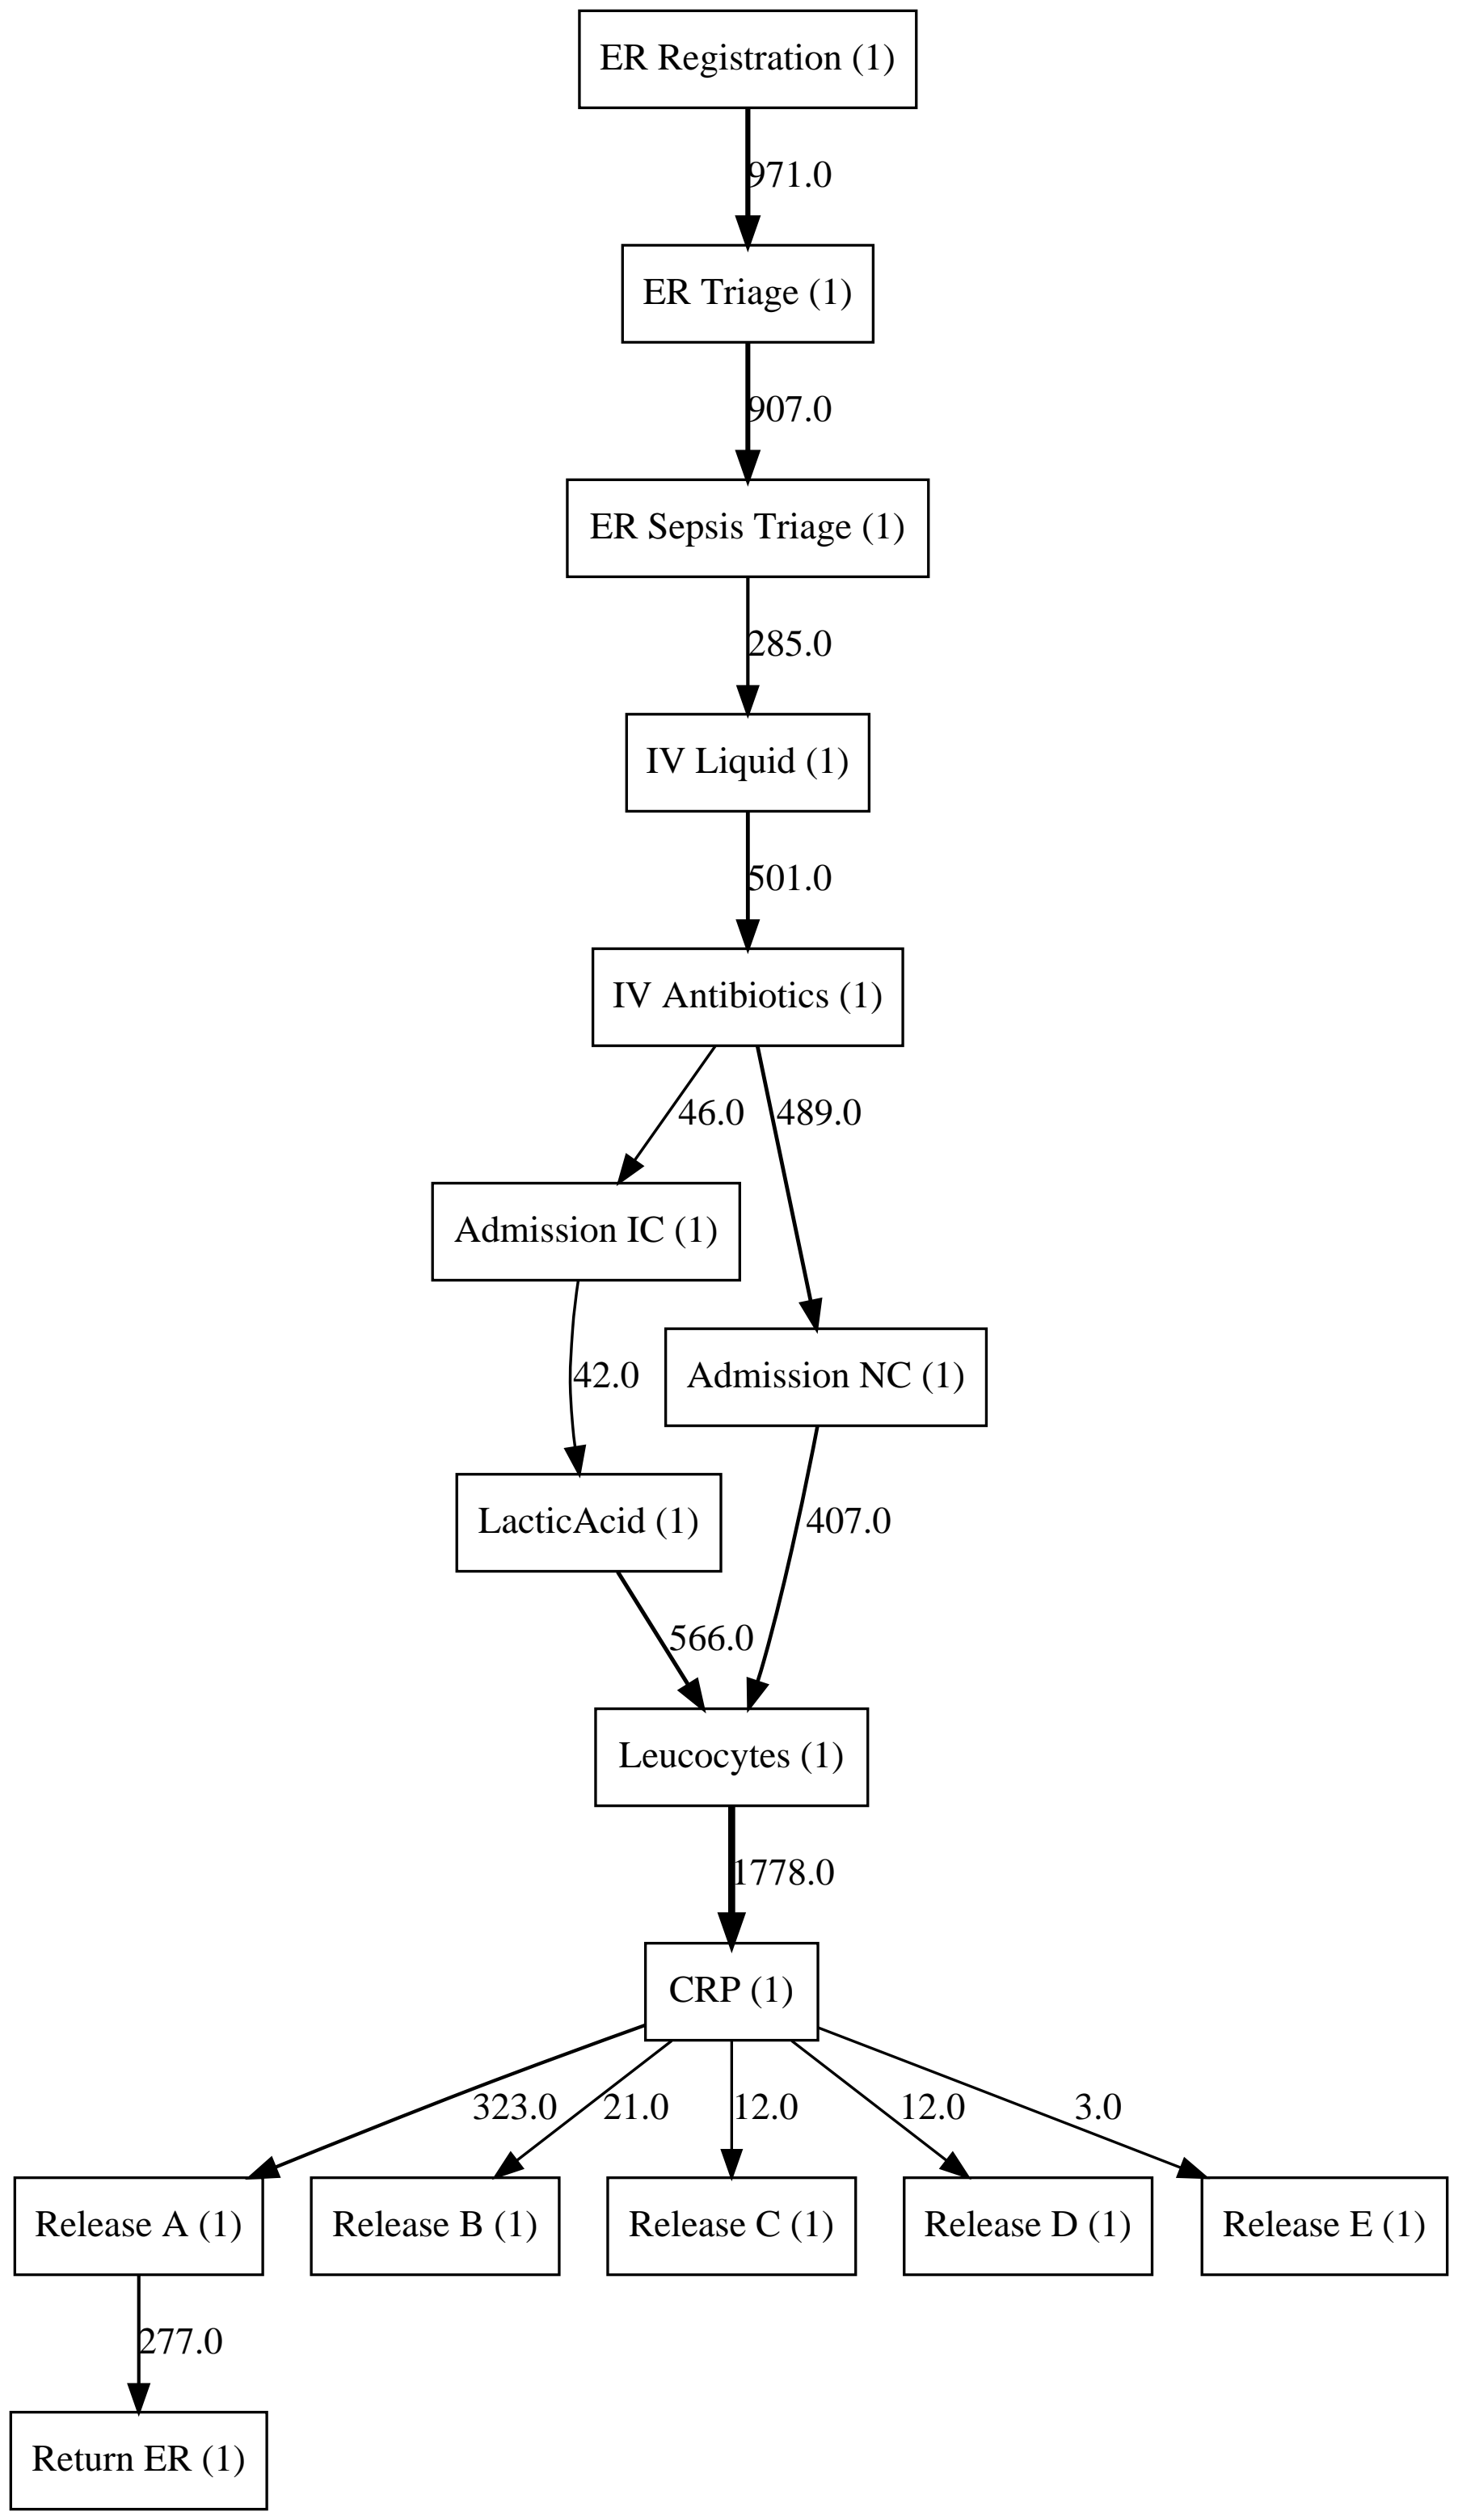 ER Registration (1)
971.0
ER Triage (1)
907.0
ER Sepsis Triage (1)
285.0
IV Liquid (1)
501.0
IV Antibiotics (1)
46.0
489.0
Admission IC (1)
42.0
Admission NC (1)
LacticAcid (1)
407.0
566.0
Leucocytes (1)
1778.0
CRP (1)
323.0
21.0
12.0
12.0
3.0
Release A (1)
Release B (1)
Release C (1)
Release D (1)
Release E (1)
277.0
Return ER (1)